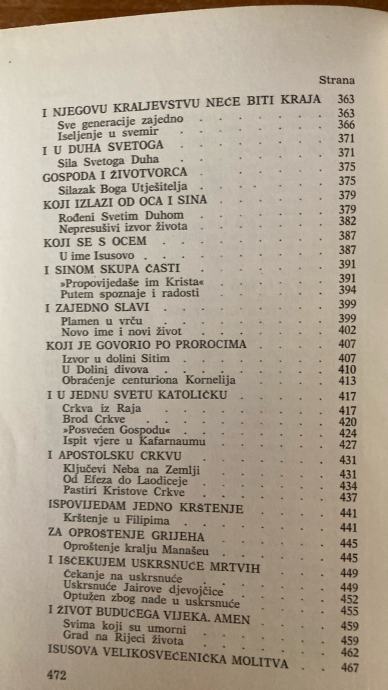 Strana
I NJEGOVU KRALJEVSTVU NEĆE BITI KRAJA 363
Sve generacije zajedno . . . . . . . 363
Iseljenje u svemir . . . . . . . 366
I U DUHA SVETOGA . . . . . . . 371
Sila Svetoga Duha . . . . . . . 371
GOSPODA I ŽIVOTVORCA . . . . . . . 375
Silazak Boga Utješitelja . . . . . . . 375
KOJI IZLAZI OD OCA I SINA . . . . . . . 379
Rođeni Svetim Duhom . . . . . . . 379
Nepresušivi izvor života . . . . . . . 382
KOJI SE S OCEM . . . . . . . 387
U ime Isusovo . . . . . . . 387
I SINOM SKUPA ČASTI . . . . . . . 391
»Propovijedaše im Krista« . . . . . . . 391
Putem spoznaje i radosti . . . . . . . 394
I ZAJEDNO SLAVI . . . . . . . 399
Plamen u vrču . . . . . . . 399
Novo ime i novi život . . . . . . . 402
KOJI JE GOVORIO PO PROROCIMA . . . . . . . 407
Izvor u dolini Sitim . . . . . . . 407
U Dolini divova . . . . . . . 410
Obraćenje centuriona Kornelija . . . . . . . 413
I U JEDNU SVETU KATOLIČKU . . . . . . . 417
Crkva iz Raja . . . . . . . 417
Brod Crkve . . . . . . . 420
»Posvećen Gospodu« . . . . . . . 424
Ispit vjere u Kafarnaumu . . . . . . . 427
I APOSTOLSKU CRKVU . . . . . . . 431
Ključevi Neba na Zemlji . . . . . . . 431
Od Efeza do Laodiceje . . . . . . . 434
Pastiri Kristove Crkve . . . . . . . 437
ISPOVIJEDAM JEDNO KRŠTENJE . . . . . . . 441
Krštenje u Filipima . . . . . . . 441
ZA OPROŠTENJE GRIJEHA . . . . . . . 445
Oproštenje kralju Manašeu . . . . . . . 445
I IŠČEKUJEM USKRSNUĆE MRTVIH . . . . . . . 449
Čekanje na uskrsnuće . . . . . . . 449
Uskrsnuće Jairove djevojčice . . . . . . . 452
Optužen zbog nade u uskrsnuće . . . . . . . 455
I ŽIVOT BUDUĆEGA VIJEKA. AMEN . . . . . . . 459
Svima koji su umorni . . . . . . . 459
Grad na Rijeci života . . . . . . . 462
ISUSOVA VELIKOSVEĆENIČKA MOLITVA . . . . . . . 467
472